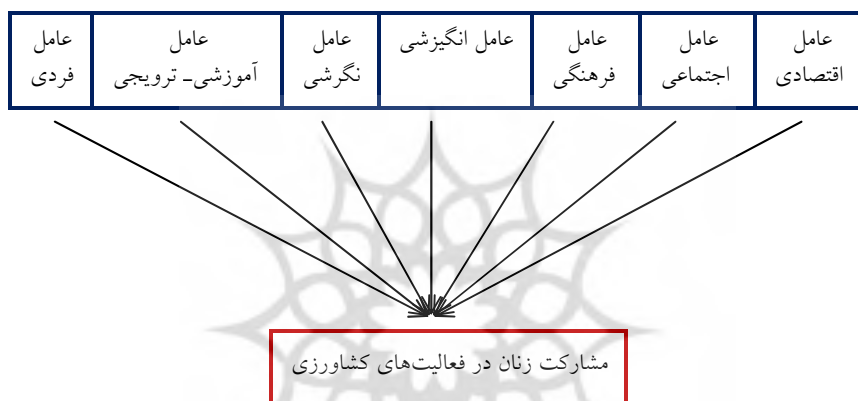 عامل
اقتصادی
عامل
اجتماعی
عامل
فرهنگی
عامل انگیزشی
عامل
نگرشی
عامل
آموزشی- ترویجی
عامل
فردی
مشارکت زنان در فعالیت‌های کشاورزی